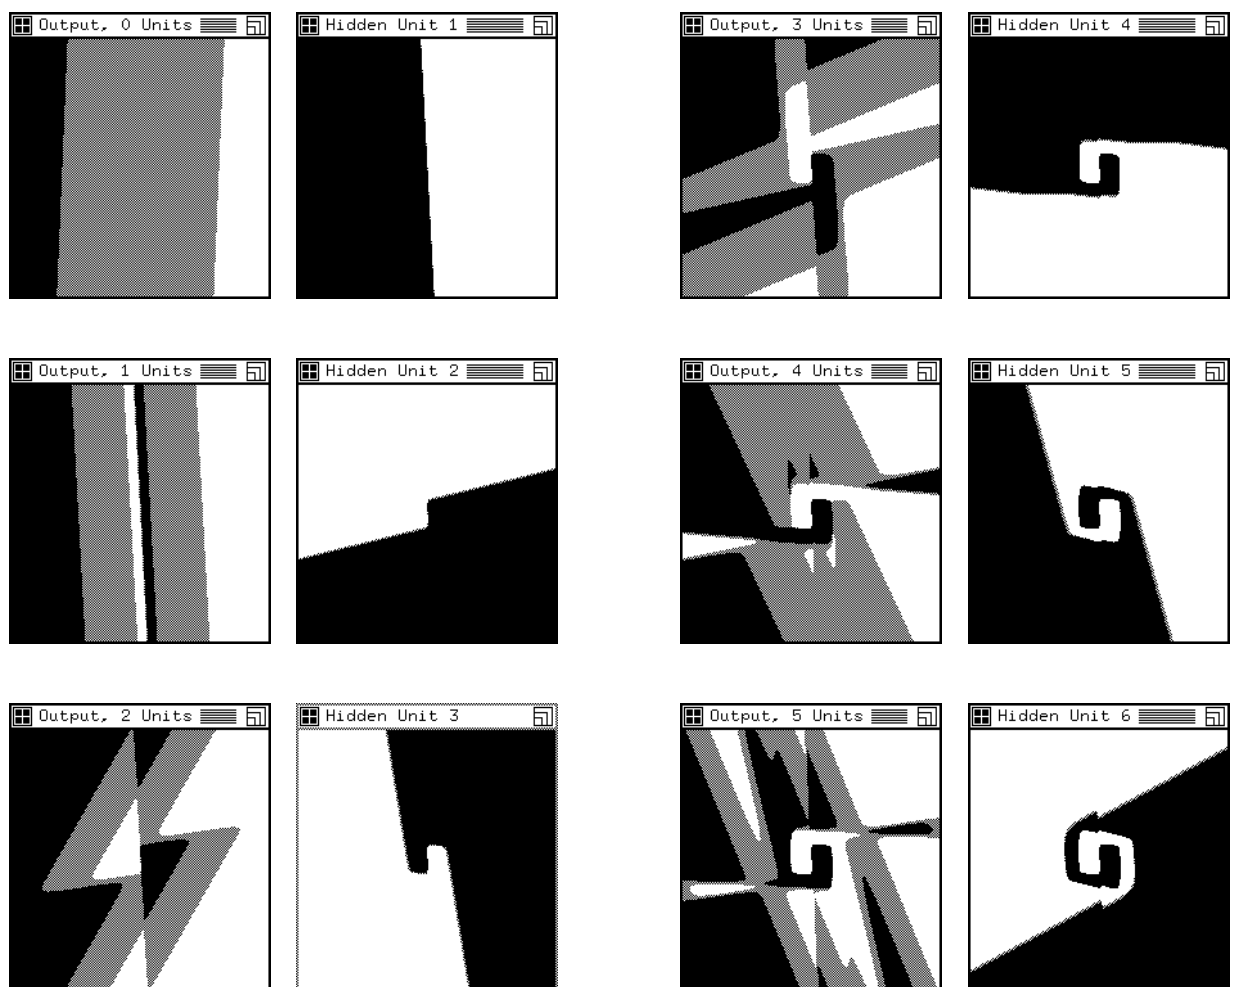 Output, 0 Units
Hidden Unit 1
Output, 3 Units
Hidden Unit 4
Output, 1 Units
Hidden Unit 2
Output, 4 Units
Hidden Unit 5
Output, 2 Units
Hidden Unit 3
Output, 5 Units
Hidden Unit 6